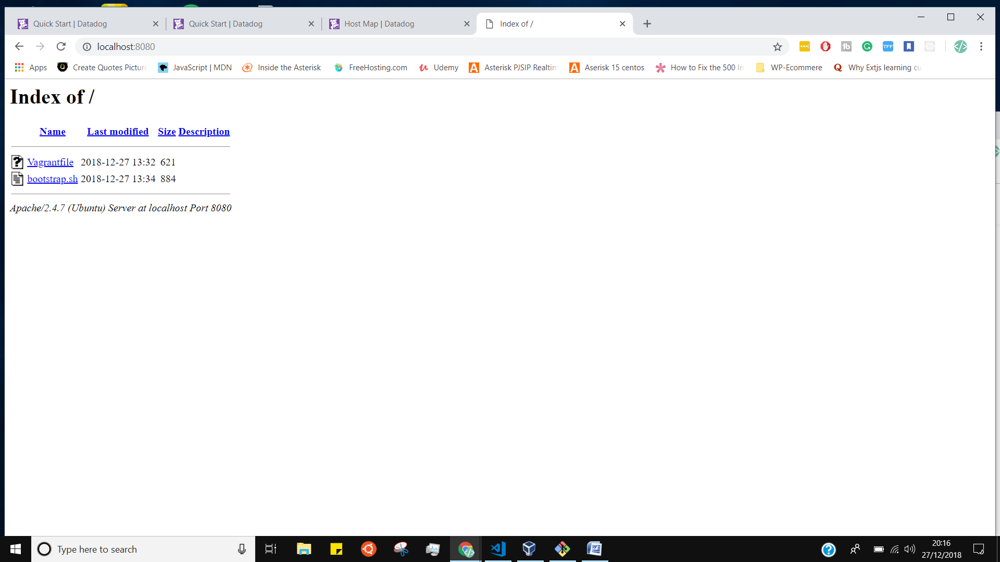 Quick Start | Datadog
Quick Start | Datadog
Host Map | Datadog
Index of /
localhost:8080
Apps
Create Quotes Picture
JavaScript | MDN
Inside the Asterisk
FreeHosting.com
Udemy
Asterisk PJSIP Realtim
Aserisk 15 centos
How to Fix the 500 In
WP-Ecommere
Why Extjs learning cu
TFF
Index of /
Name Last modified Size Description
Vagrantfile 2018-12-27 13:32 621
bootstrap.sh 2018-12-27 13:34 884
Apache/2.4.7 (Ubuntu) Server at localhost Port 8080
Type here to search
20:16
27/12/2018